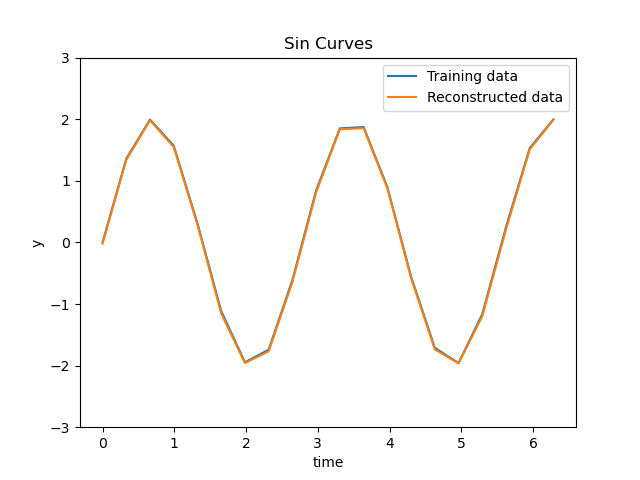 Sin Curves
Training data
Reconstructed data
3
2
1
0
−1
−2
−3
y
0 1 2 3 4 5 6
time